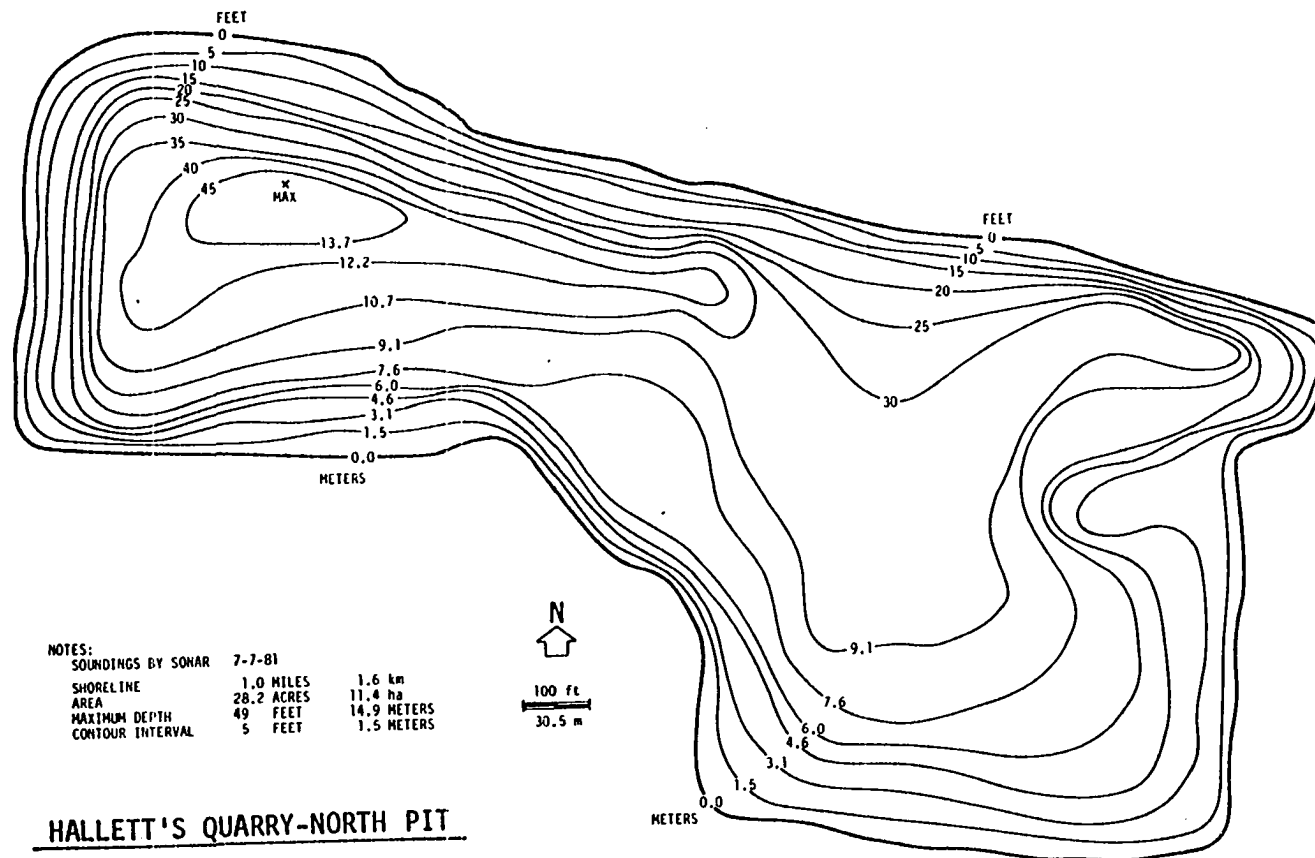 FEET
0
5
10
15
20
25
30
35
40
45
MAX
13.7
12.2
10.7
9.1
7.6
6.0
4.6
3.1
1.5
0.0
METERS
FEET
0
5
10
15
20
25
30
9.1
7.6
6.0
4.6
3.1
1.5
0.0
METERS
N
100 ft
30.5 m
NOTES:
SOUNDINGS BY SONAR 7-7-81
SHORELINE 1.0 MILES 1.6 km
AREA 28.2 ACRES 11.4 ha
MAXIMUM DEPTH 49 FEET 14.9 METERS
CONTOUR INTERVAL 5 FEET 1.5 METERS
HALLETT'S QUARRY-NORTH PIT